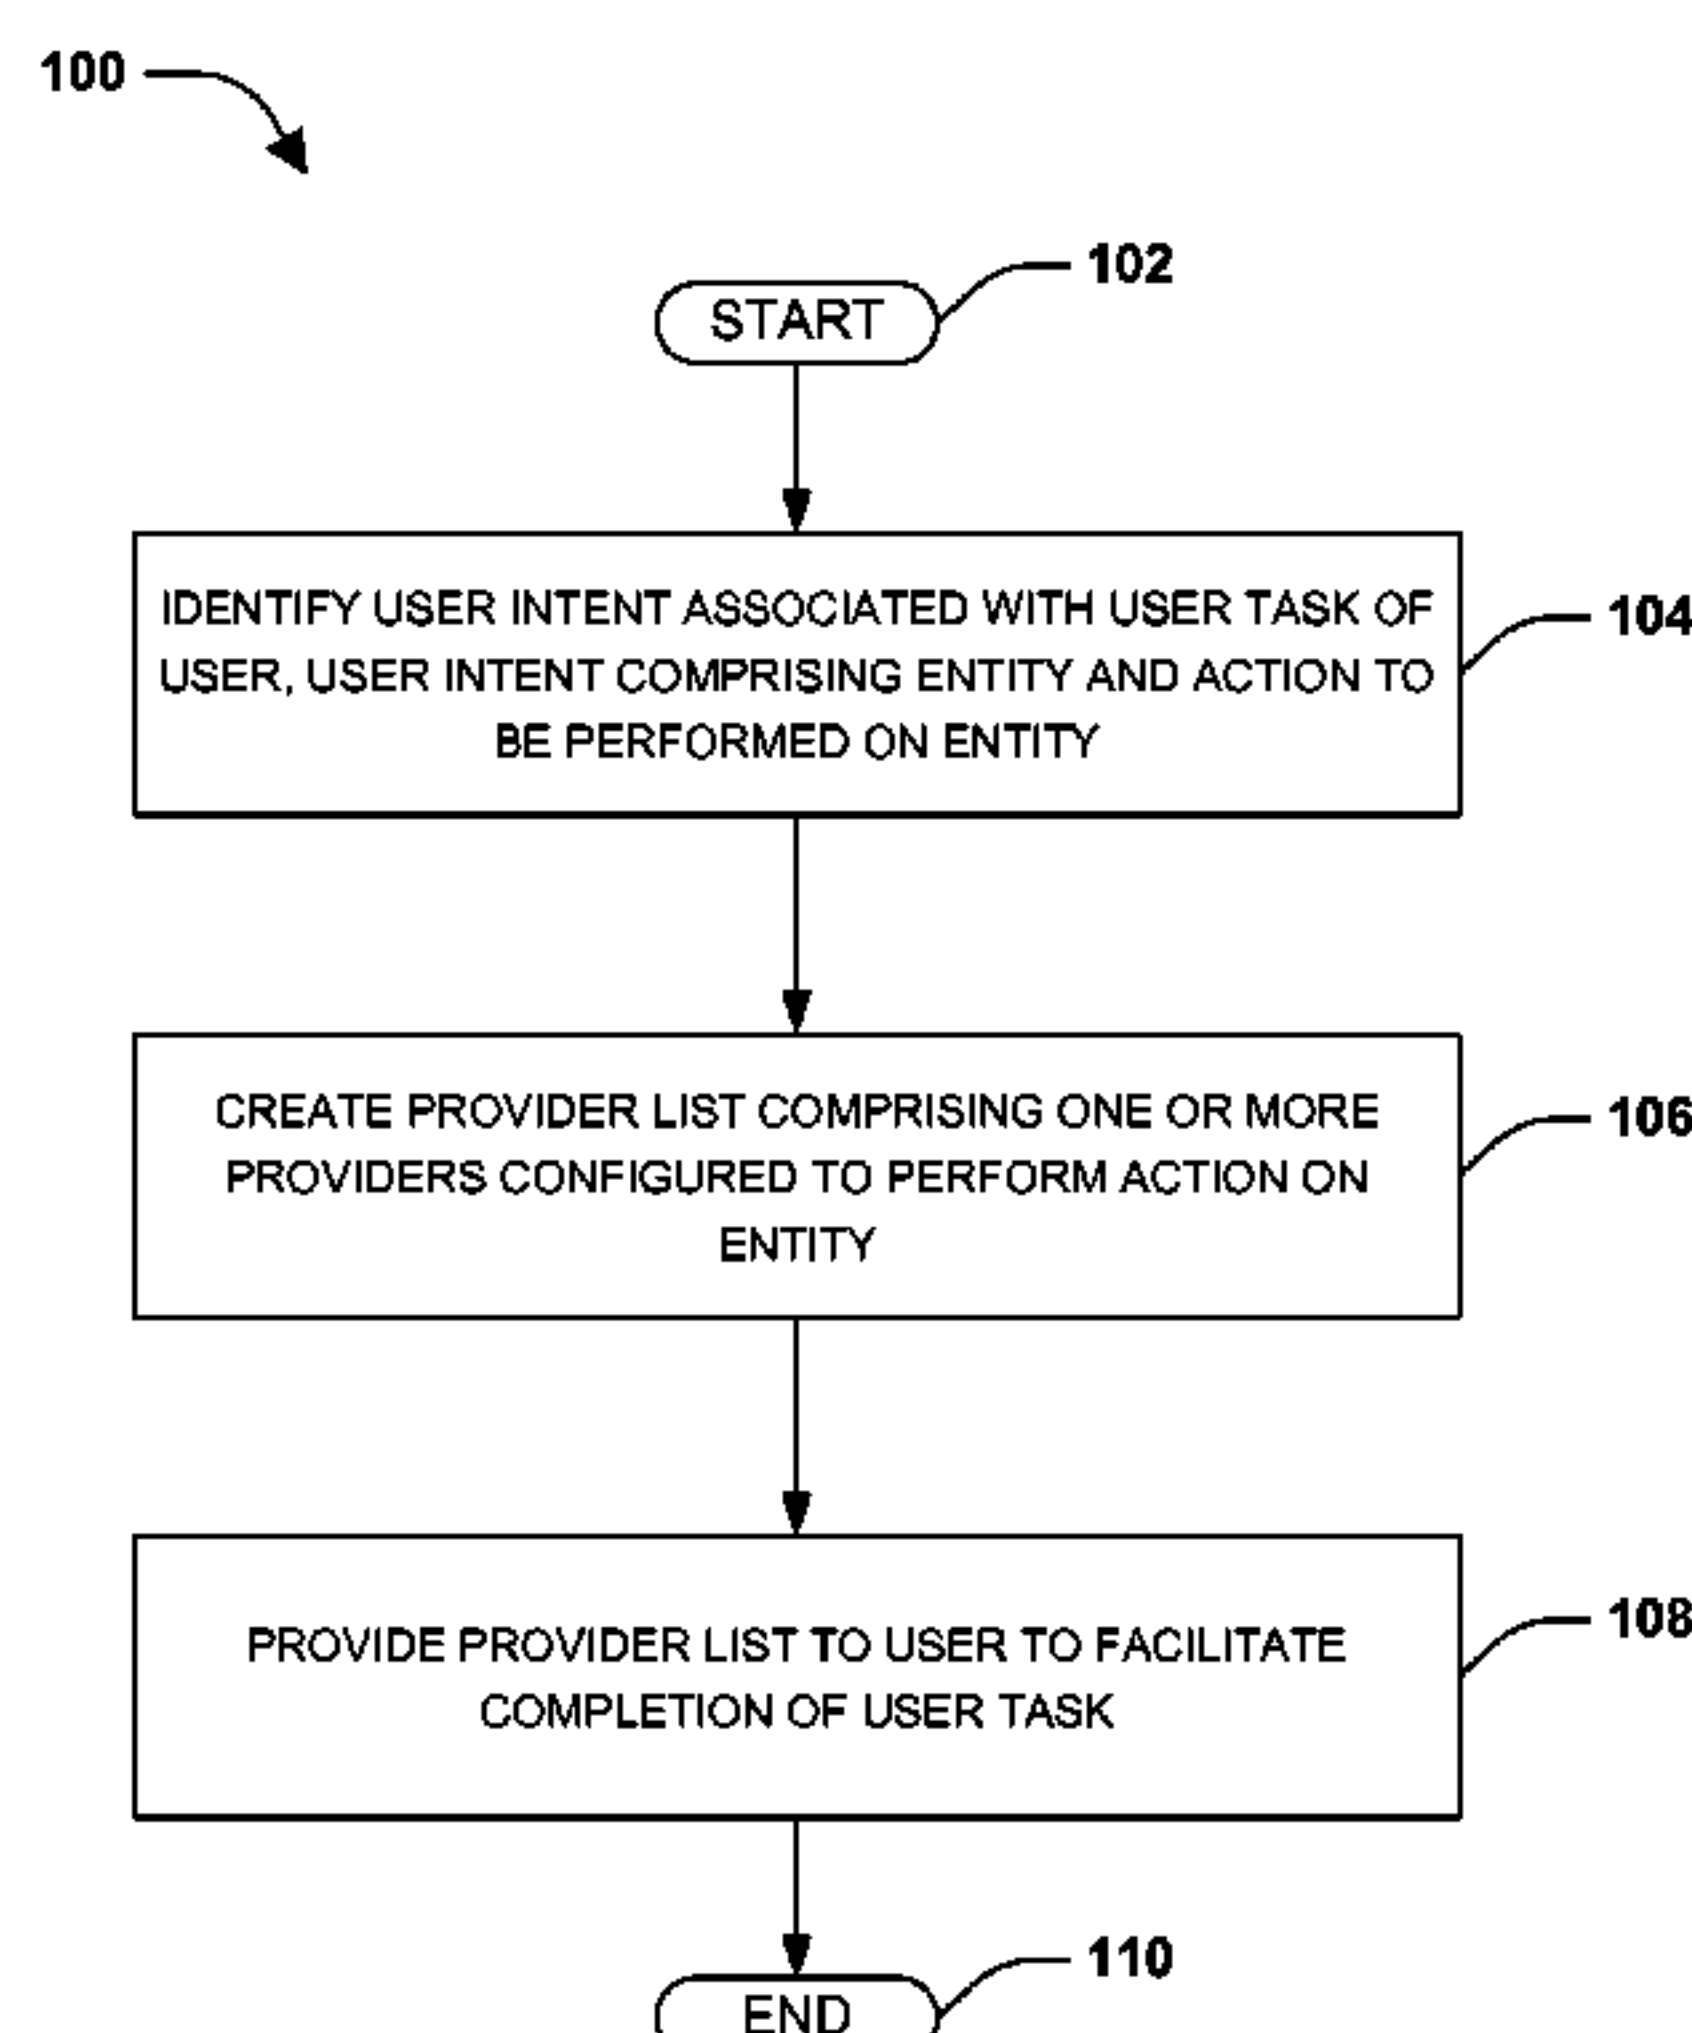 100
102
START
IDENTIFY USER INTENT ASSOCIATED WITH USER TASK OF
USER, USER INTENT COMPRISING ENTITY AND ACTION TO
BE PERFORMED ON ENTITY
104
CREATE PROVIDER LIST COMPRISING ONE OR MORE
PROVIDERS CONFIGURED TO PERFORM ACTION ON
ENTITY
106
PROVIDE PROVIDER LIST TO USER TO FACILITATE
COMPLETION OF USER TASK
108
110
END